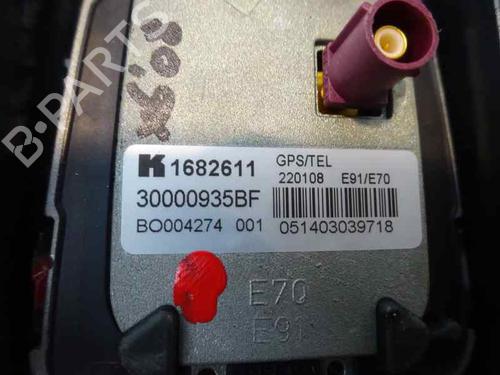 B-PARTS
K 1682611 GPS/TEL
220108 E91/E70
30000935BF
BO004274 001 051403039718
E70
E91